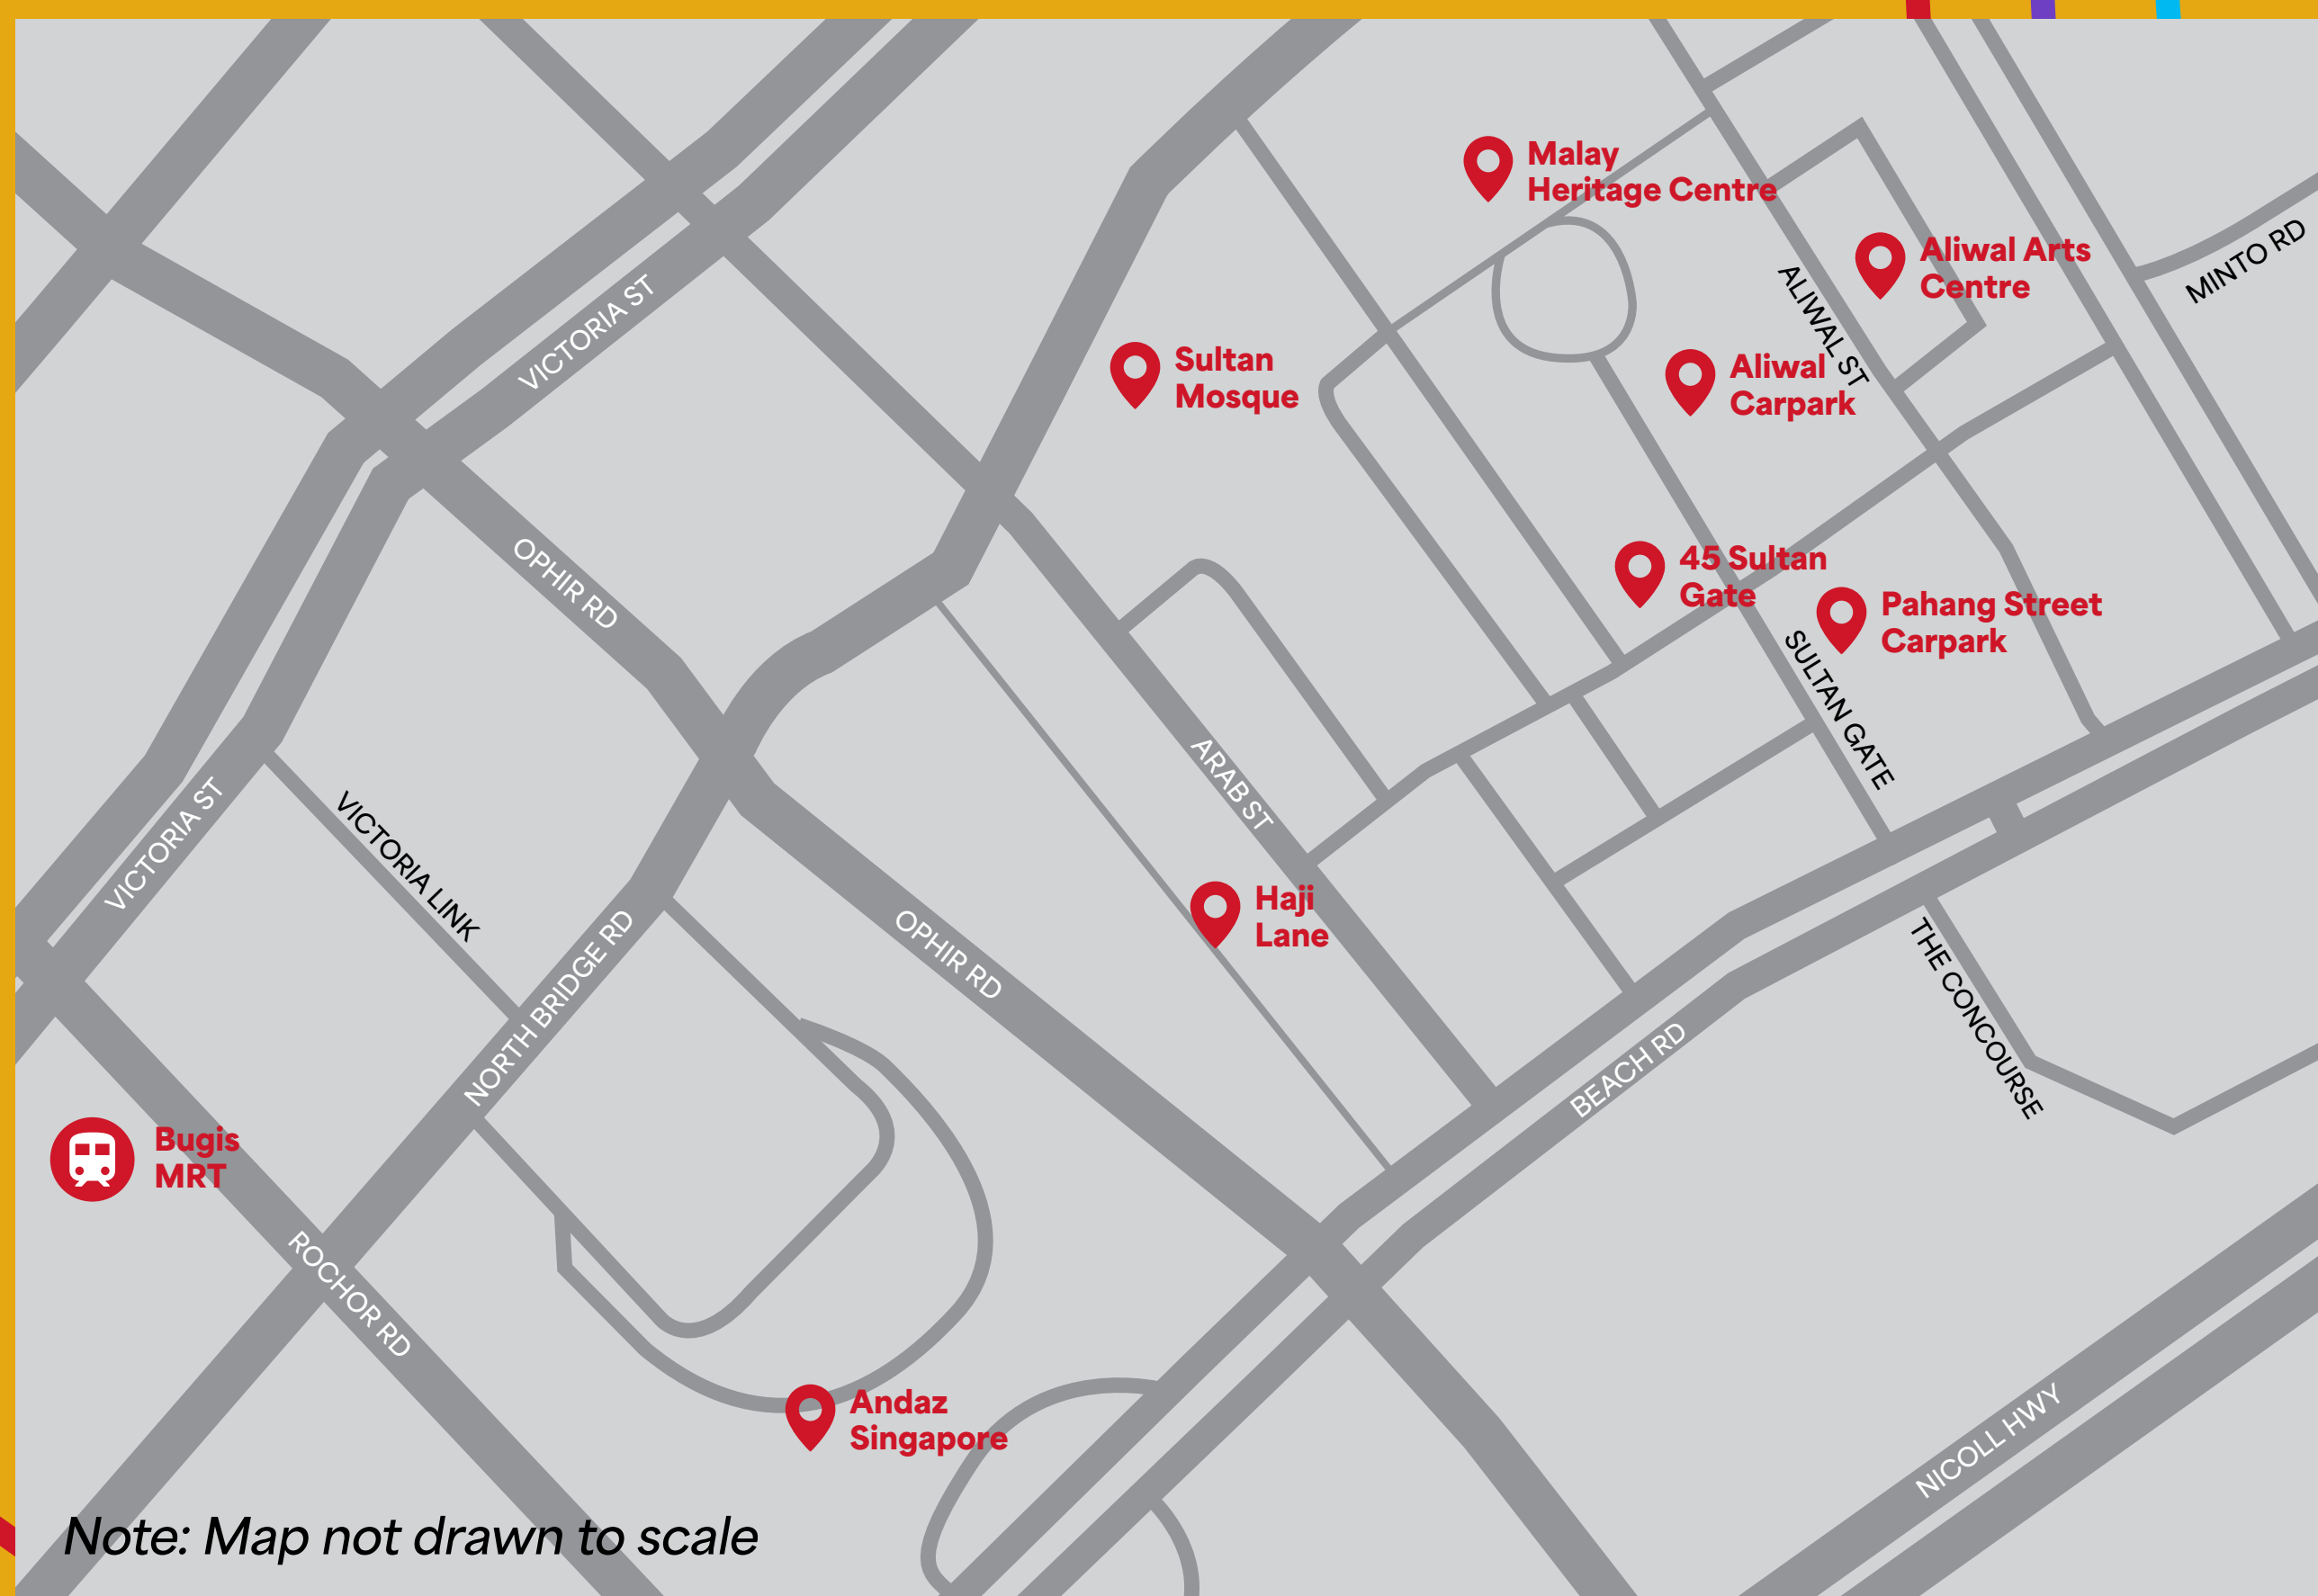 Malay
Heritage Centre
Aliwal Arts
Centre
MINTO RD
ALIWAL ST
VICTORIA ST
Sultan
Mosque
Aliwal
Carpark
OPHIR RD
45 Sultan
Gate
Pahang Street
Carpark
SULTAN GATE
ARAB ST
VICTORIA ST
VICTORIA LINK
Haji
Lane
NORTH BRIDGE RD
OPHIR RD
THE CONCOURSE
BEACH RD
Bugis
MRT
ROCHOR RD
Andaz
Singapore
NICOLL HWY
Note: Map not drawn to scale